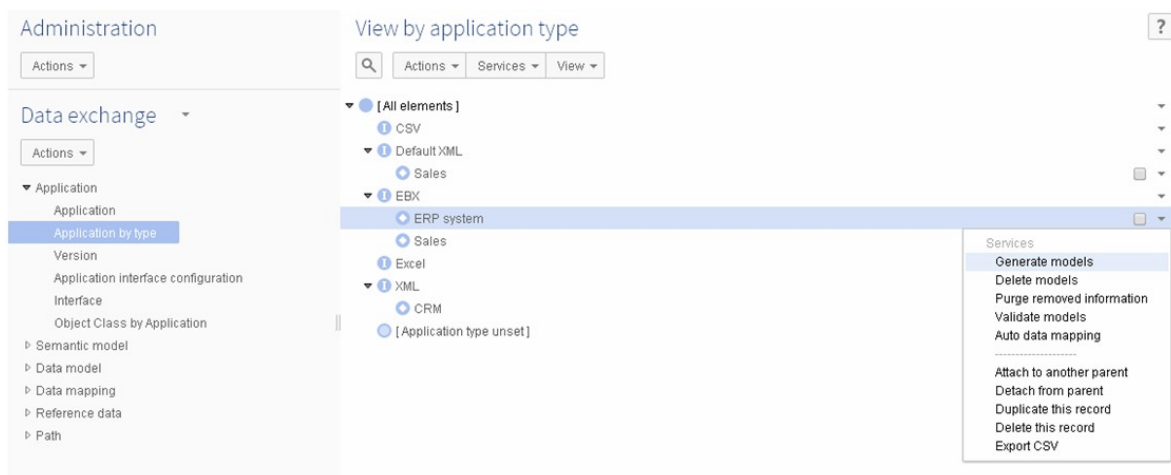 Administration
Actions
Data exchange
Actions
Application
Application
Application by type
Version
Application interface configuration
Interface
Object Class by Application
Semantic model
Data model
Data mapping
Reference data
Path
View by application type
?
Actions
Services
View
[All elements]
CSV
Default XML
Sales
EBX
ERP system
Sales
Excel
XML
CRM
[Application type unset]
Services
Generate models
Delete models
Purge removed information
Validate models
Auto data mapping
--------------------
Attach to another parent
Detach from parent
Duplicate this record
Delete this record
Export CSV